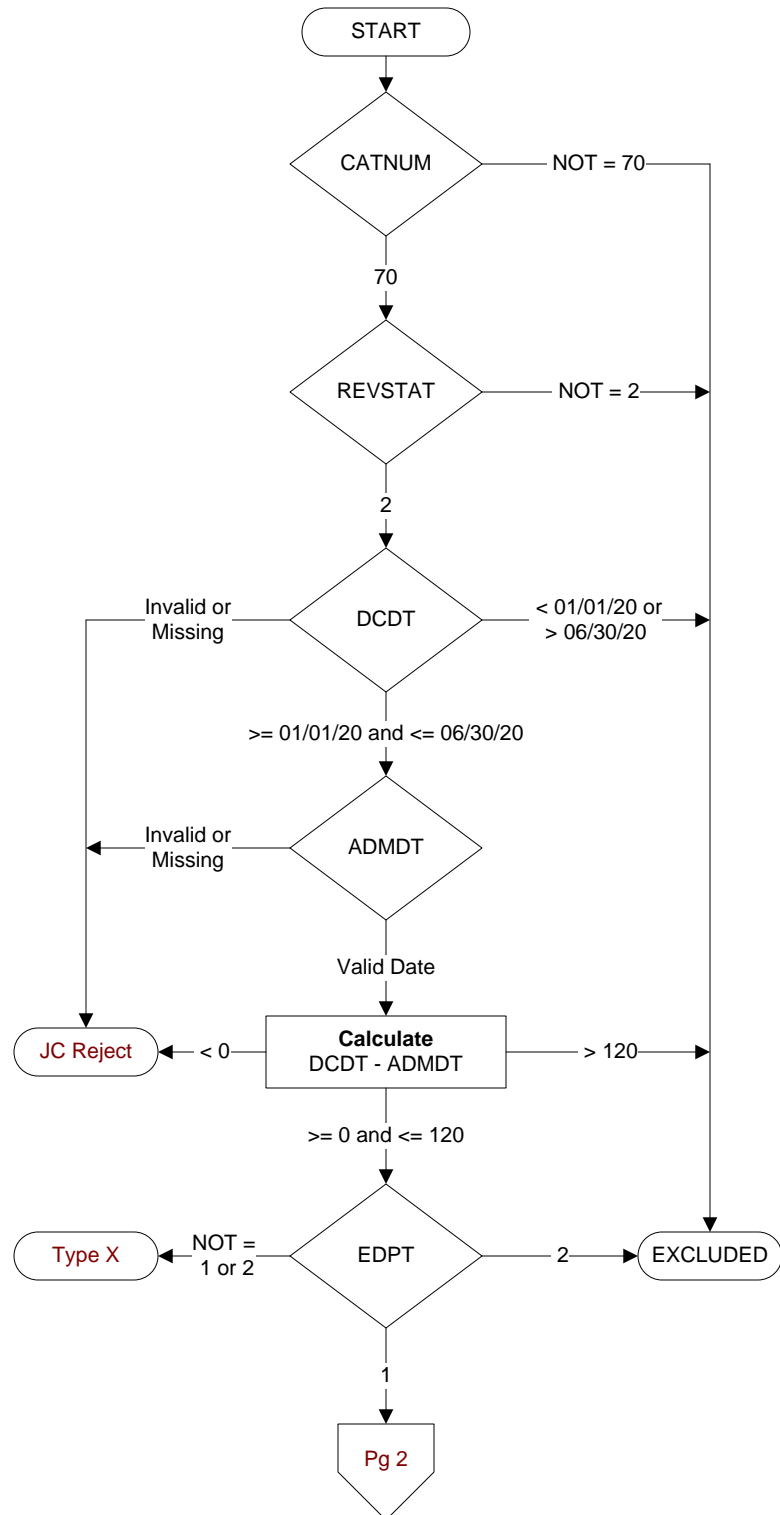 START
CATNUM
NOT = 70
70
REVSTAT
NOT = 2
2
Invalid or
Missing
DCDT
< 01/01/20 or
> 06/30/20
>= 01/01/20 and <= 06/30/20
Invalid or
Missing
ADMDT
Valid Date
JC Reject
< 0
Calculate
DCDT - ADMDT
> 120
>= 0 and <= 120
Type X
NOT =
1 or 2
EDPT
2
EXCLUDED
1
Pg 2